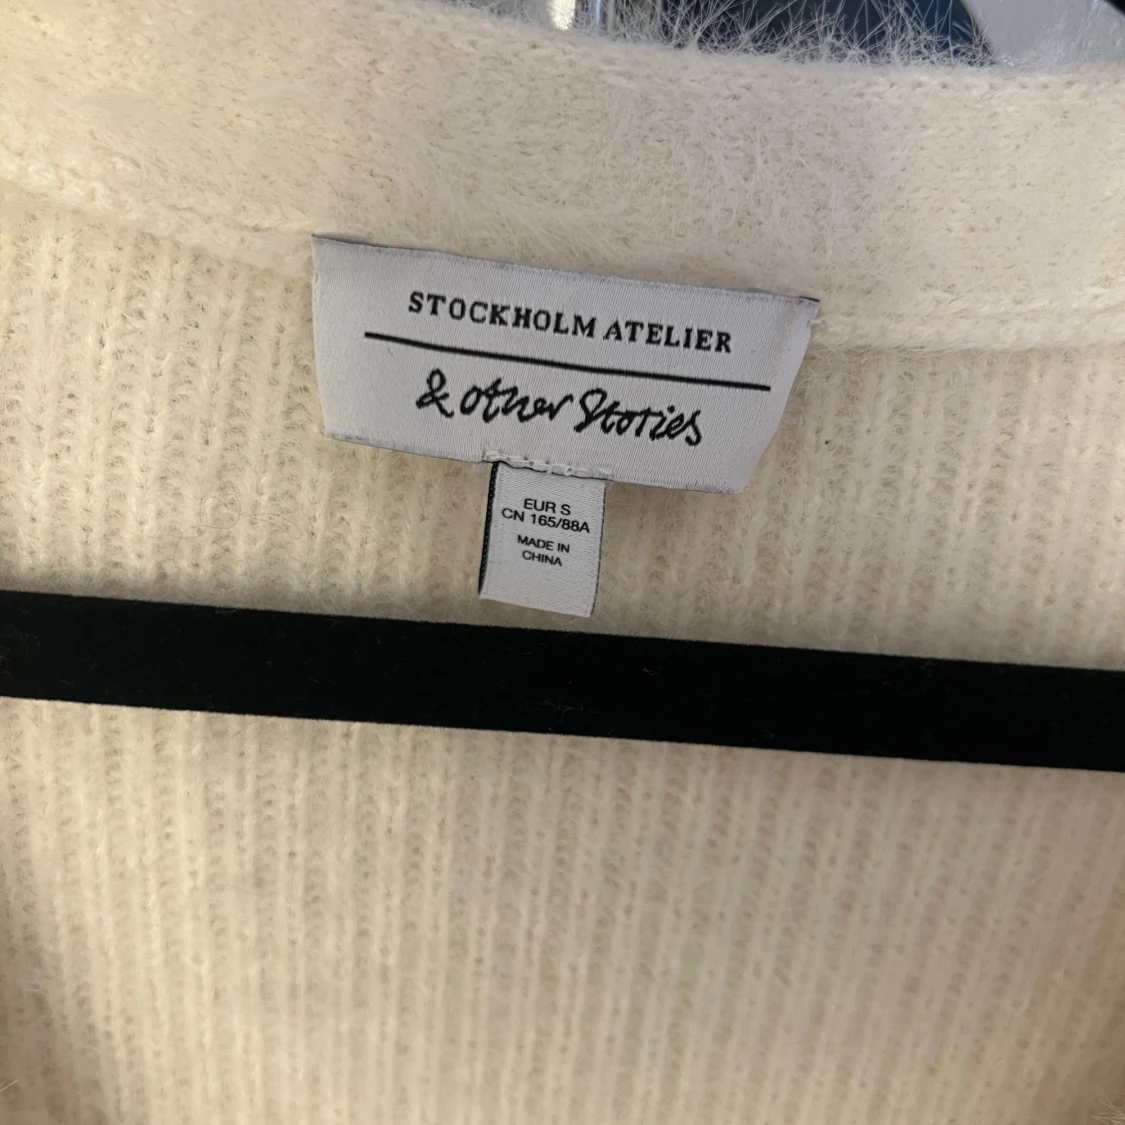 STOCKHOLM ATELIER
& other Stories
EUR S
CN 165/88A
MADE IN
CHINA